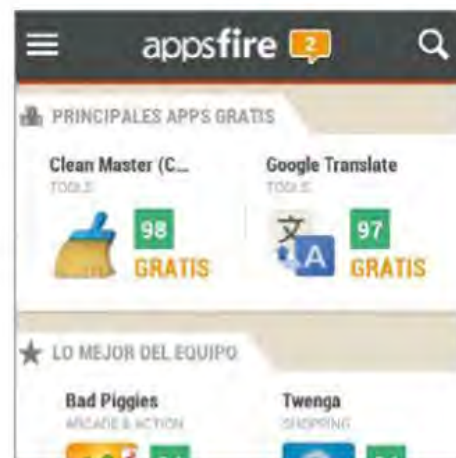 appsfire 2
PRINCIPALES APPS GRATIS
Clean Master (C... Google Translate
TOOLS TOOLS
98 97
文 A
GRATIS GRATIS
LO MEJOR DEL EQUIPO
Bad Piggies Twenga
ARCADE & ACTION SHOPPING